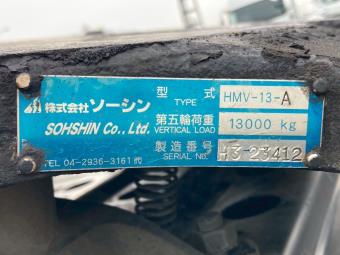 株式会社 ソーシン
SOHSHIN Co., Ltd.
TEL 04-2936-3161 ㈹
型式 HMV-13-A
TYPE
第五輪荷重 13000 kg
VERTICAL LOAD
製造番号 H3-23412
SERIAL NO.